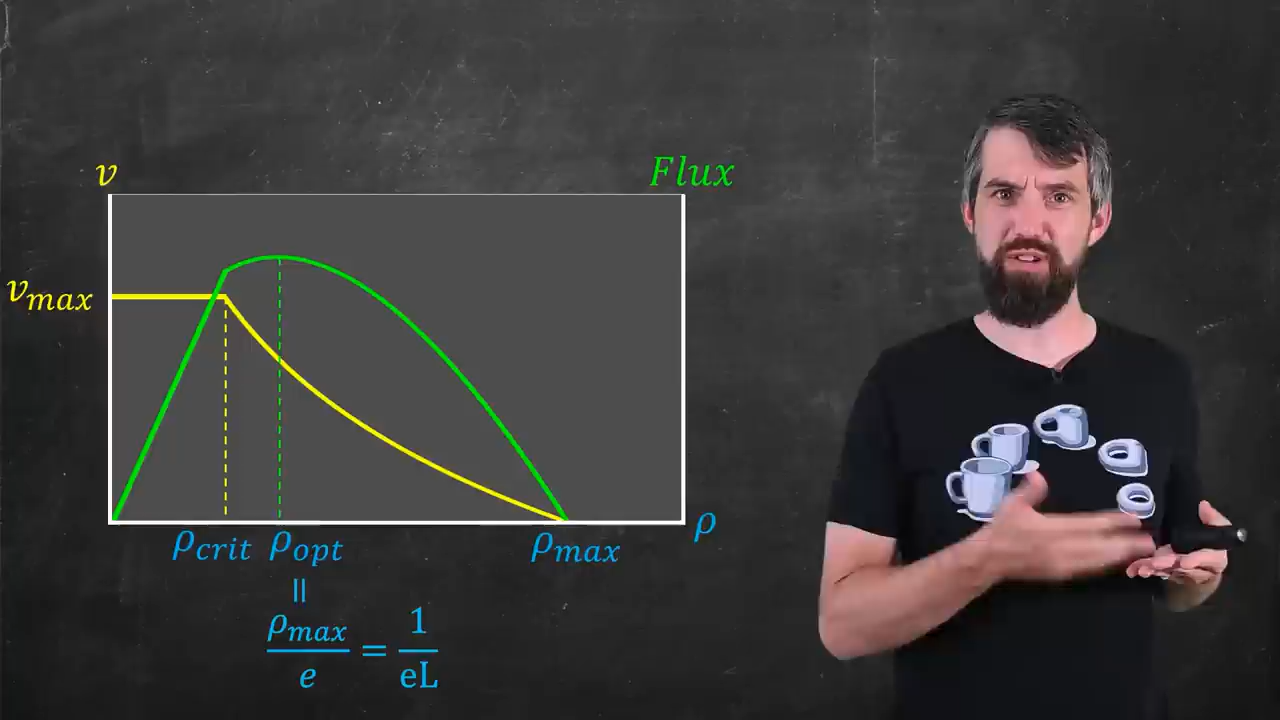 v
Flux
v_max
ρ
ρ_crit ρ_opt ρ_max
=
ρ_max/e = 1/eL